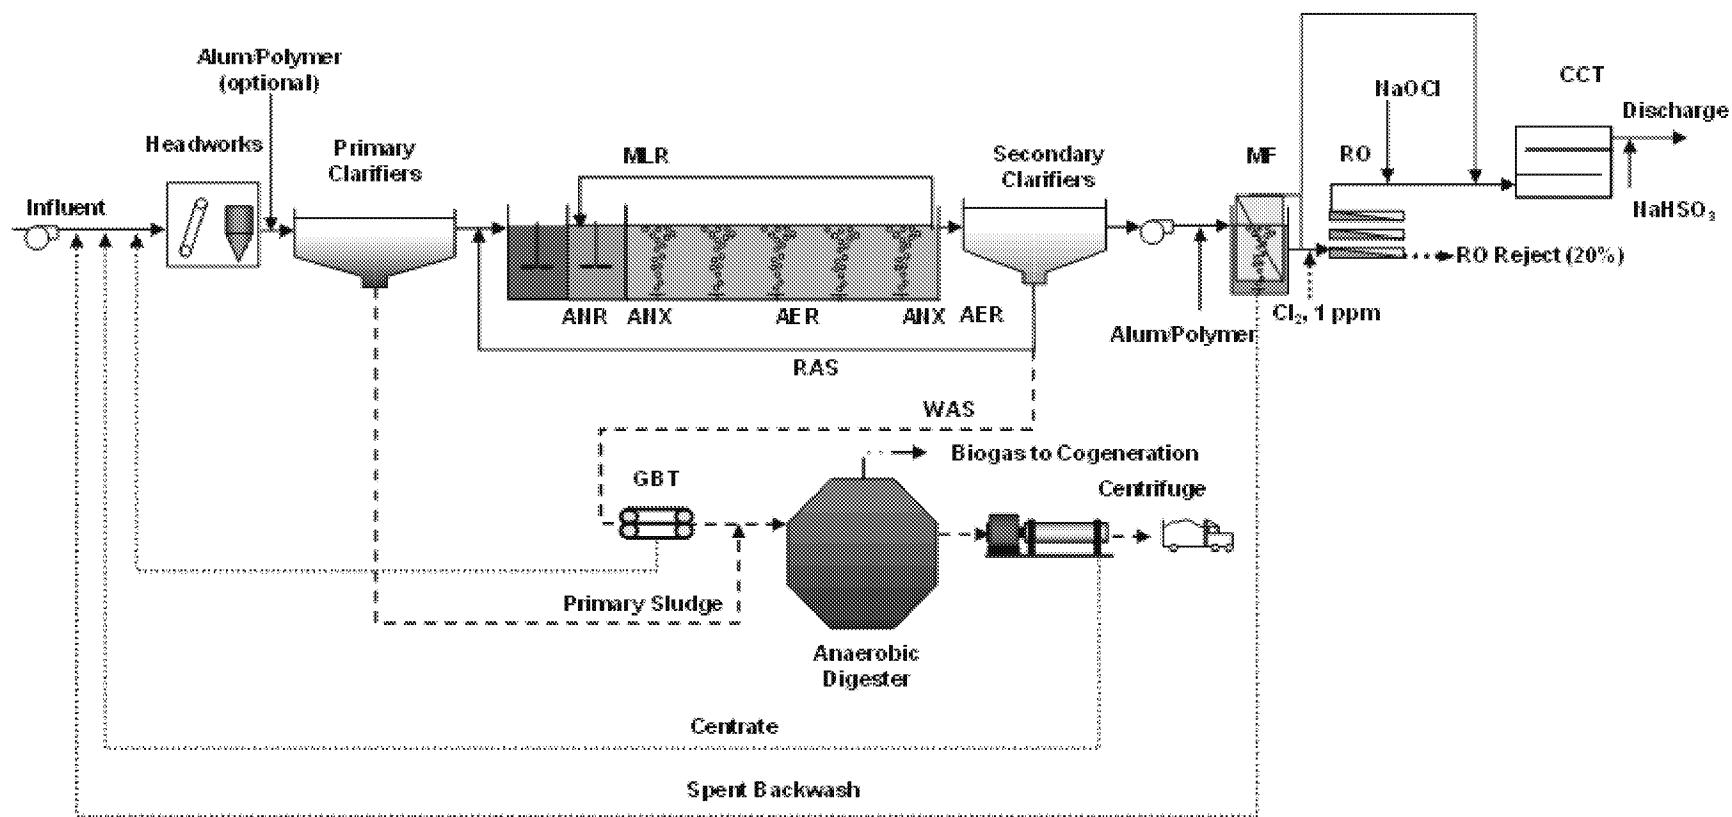 Alum/Polymer
(optional)
Headworks
Primary
Clarifiers
MLR
Secondary
Clarifiers
MF
NaOCl
RO
CCT
Discharge
NaHSO₃
Influent
RO Reject (20%)
ANR
ANX
AER
ANX
AER
Alum/Polymer
Cl₂, 1 ppm
RAS
WAS
GBT
Biogas to Cogeneration
Centrifuge
Primary Sludge
Anaerobic
Digester
Centrate
Spent Backwash